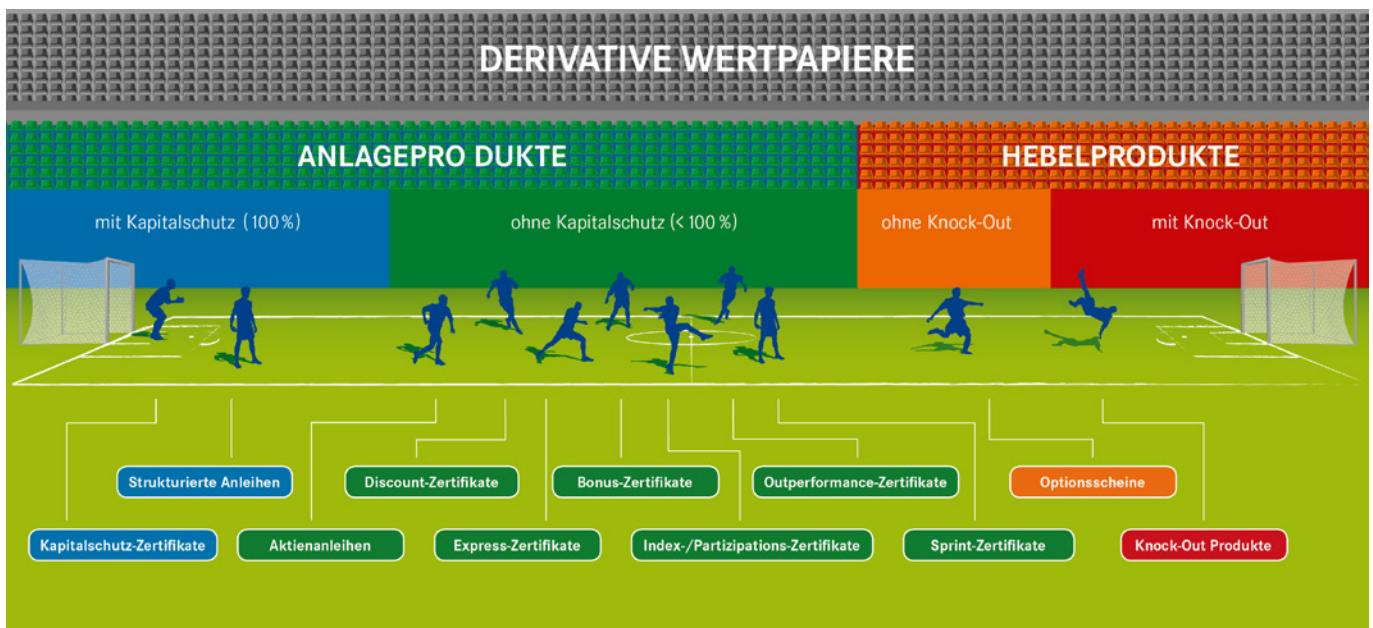 DERIVATIVE WERTPAPIERE
ANLAGEPRO DUKTE
HEBELPRODUKTE
mit Kapitalschutz (100 %)
ohne Kapitalschutz (< 100 %)
ohne Knock-Out
mit Knock-Out
Strukturierte Anleihen
Discount-Zertifikate
Bonus-Zertifikate
Outperformance-Zertifikate
Optionsscheine
Kapitalschutz-Zertifikate
Aktienanleihen
Express-Zertifikate
Index-/Partizipations-Zertifikate
Sprint-Zertifikate
Knock-Out Produkte